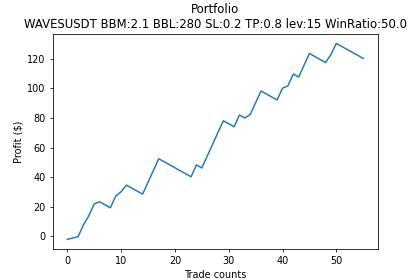 Portfolio
WAVESUSDT BBM:2.1 BBL:280 SL:0.2 TP:0.8 lev:15 WinRatio:50.0
120
100
80
60
40
20
0
Profit ($)
0 10 20 30 40 50
Trade counts